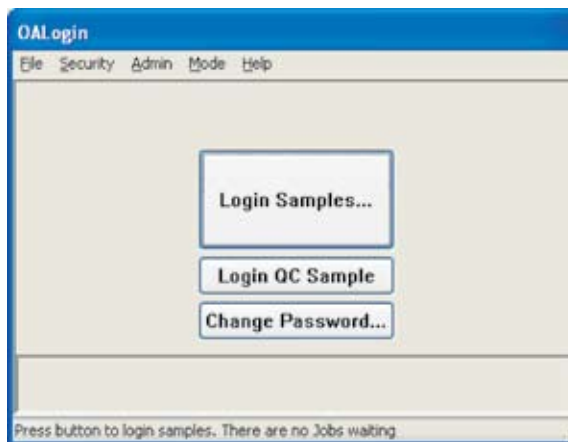 OALogin
File Security Admin Mode Help
Login Samples...
Login QC Sample
Change Password...
Press button to login samples. There are no Jobs waiting